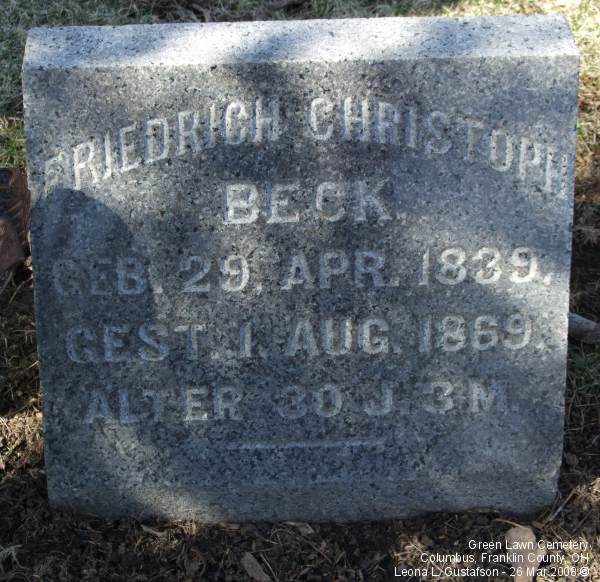 FRIEDRICH CHRISTOPH
BECK.
GEB. 29. APR. 1839.
GEST. 1. AUG. 1869.
ALTER 30 J. 3 M.
Green Lawn Cemetery
Columbus, Franklin County, OH
Leona L. Gustafson - 26 Mar 2008 ©